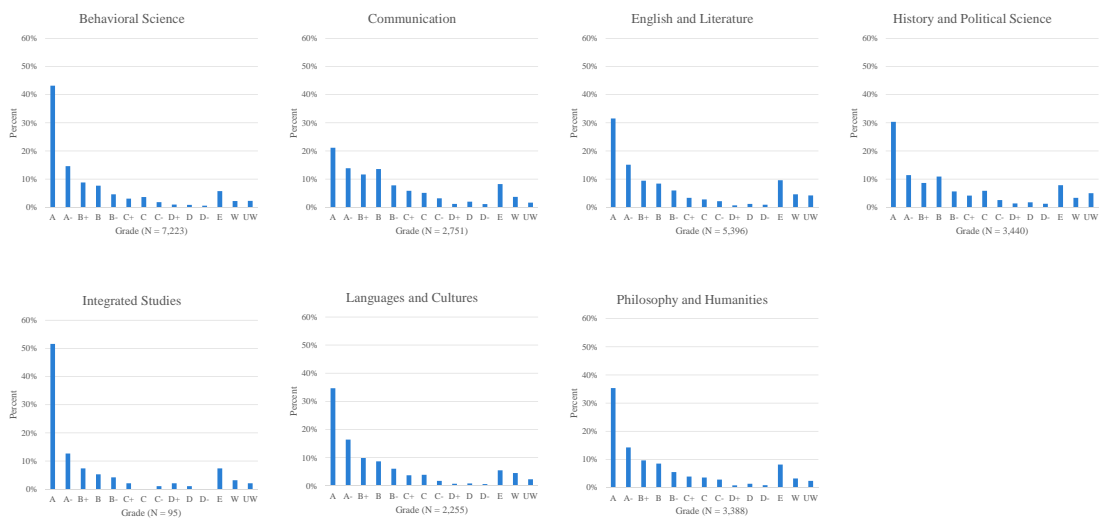 Behavioral Science
60%
50%
40%
30%
20%
10%
0%
Percent
A A- B+ B B- C+ C C- D+ D D- E W UW
Grade (N = 7,223)
Communication
60%
50%
40%
30%
20%
10%
0%
Percent
A A- B+ B B- C+ C C- D+ D D- E W UW
Grade (N = 2,751)
English and Literature
60%
50%
40%
30%
20%
10%
0%
Percent
A A- B+ B B- C+ C C- D+ D D- E W UW
Grade (N = 5,396)
History and Political Science
60%
50%
40%
30%
20%
10%
0%
Percent
A A- B+ B B- C+ C C- D+ D D- E W UW
Grade (N = 3,440)
Integrated Studies
60%
50%
40%
30%
20%
10%
0%
Percent
A A- B+ B B- C+ C C- D+ D D- E W UW
Grade (N = 95)
Languages and Cultures
60%
50%
40%
30%
20%
10%
0%
Percent
A A- B+ B B- C+ C C- D+ D D- E W UW
Grade (N = 2,255)
Philosophy and Humanities
60%
50%
40%
30%
20%
10%
0%
Percent
A A- B+ B B- C+ C C- D+ D D- E W UW
Grade (N = 3,388)